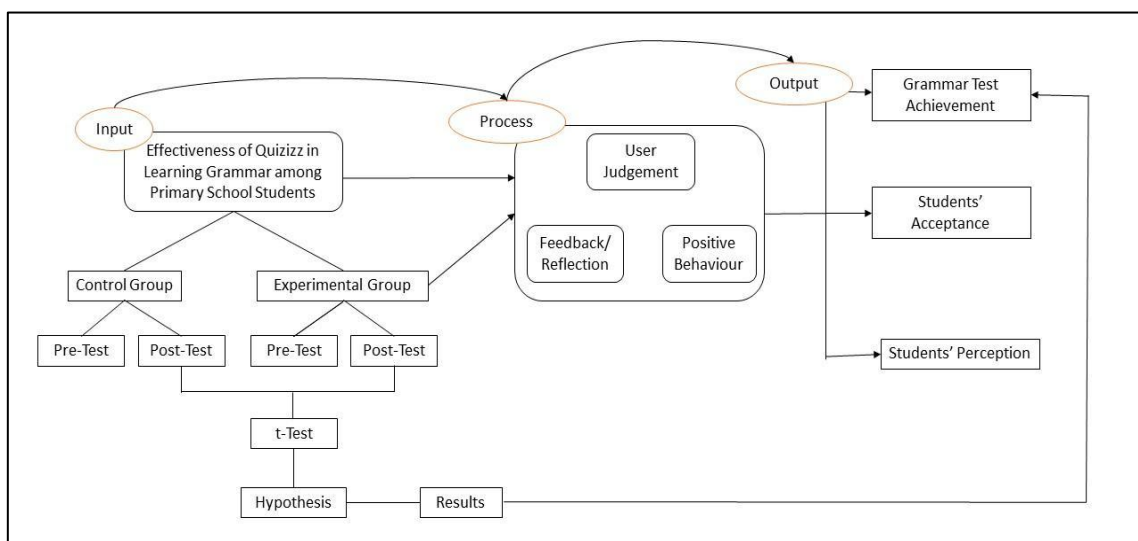 Output
Grammar Test
Achievement
Input
Process
Effectiveness of Quizizz in
Learning Grammar among
Primary School Students
User
Judgement
Students’
Acceptance
Feedback/
Reflection
Positive
Behaviour
Control Group
Experimental Group
Pre-Test
Post-Test
Pre-Test
Post-Test
Students’ Perception
t-Test
Hypothesis
Results